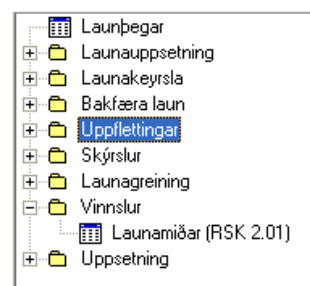 Launþegar
Launauppsetning
Launakeyrsla
Bakfæra laun
Uppflettingar
Skýrslur
Launagreining
Vinnslur
Launamiðar (RSK 2.01)
Uppsetning